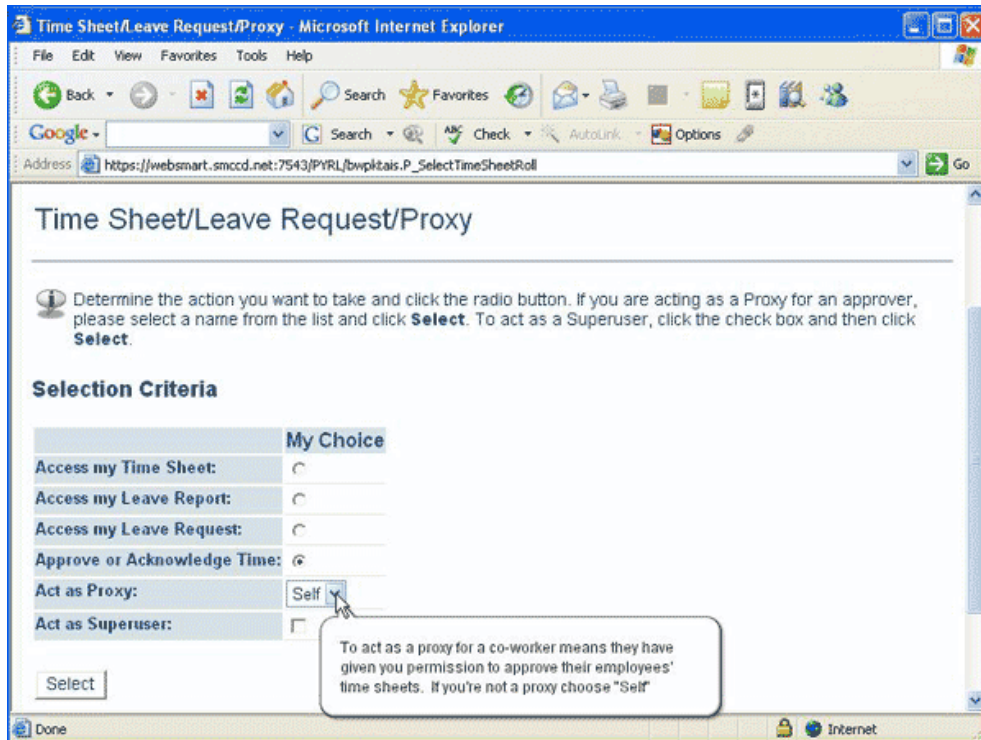 Time Sheet/Leave Request/Proxy - Microsoft Internet Explorer
File Edit View Favorites Tools Help
Back Search Favorites
Google Search ABC Check AutoLink Options
Address https://websmart.smccd.net:7543/PYRL/bwpktais.P_SelectTimeSheetRoll Go
Time Sheet/Leave Request/Proxy
Determine the action you want to take and click the radio button. If you are acting as a Proxy for an approver,
please select a name from the list and click Select. To act as a Superuser, click the check box and then click
Select.
Selection Criteria
My Choice
Access my Time Sheet:
Access my Leave Report:
Access my Leave Request:
Approve or Acknowledge Time:
Act as Proxy: Self
Act as Superuser:
To act as a proxy for a co-worker means they have
given you permission to approve their employees'
time sheets. If you're not a proxy choose "Self"
Select
Done Internet